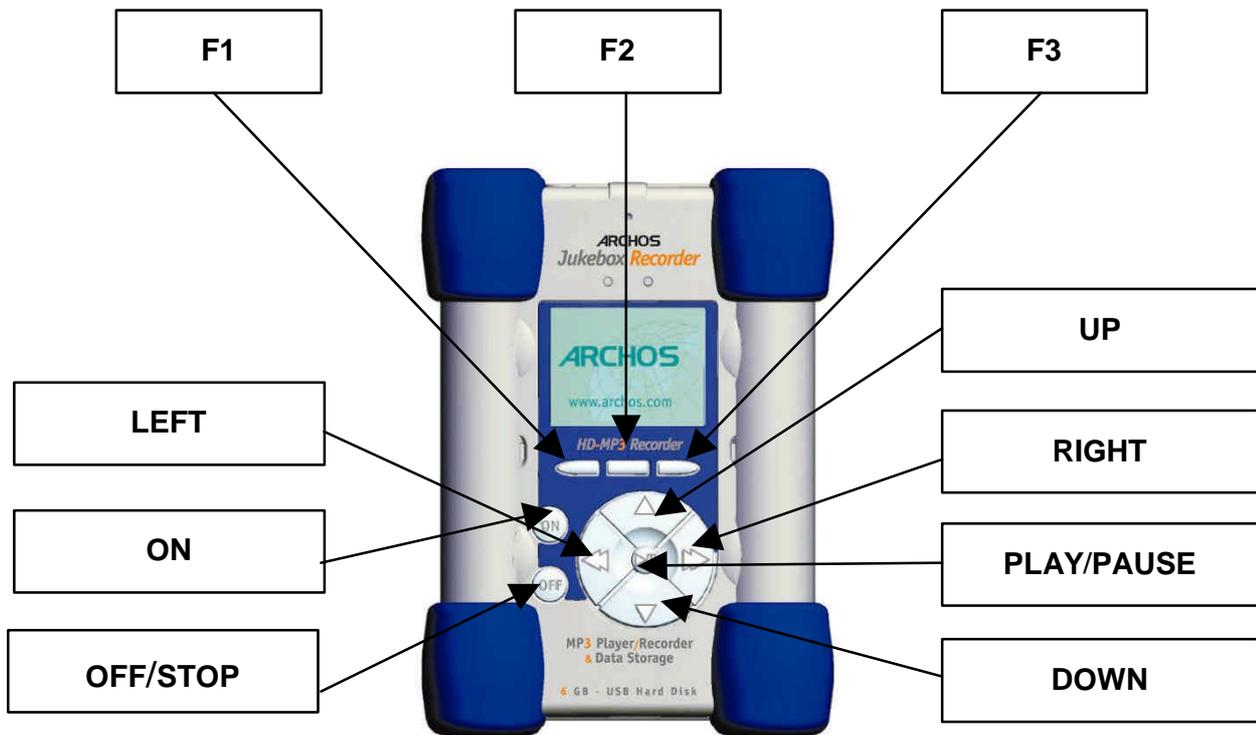 F1
F2
F3
ARCHOS
Jukebox Recorder
UP
ARCHOS
LEFT
www.archos.com
HD-MP3 Recorder
RIGHT
ON
ON
PLAY/PAUSE
OFF
MP3 Player/Recorder
& Data Storage
OFF/STOP
DOWN
6 GB - USB Hard Disk